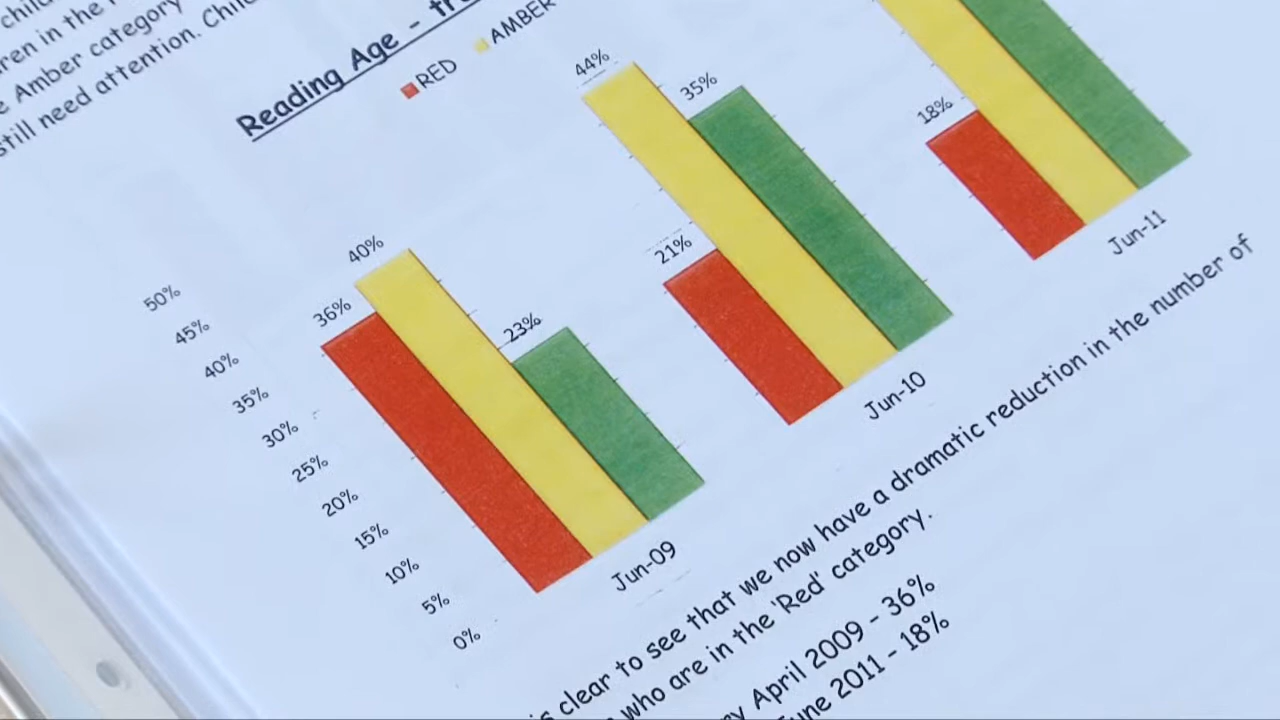 in the
Amber category
still need attention.
Reading Age -
RED
AMBER
44%
35%
18%
40%
21%
36%
23%
50%
45%
40%
35%
30%
25%
20%
15%
10%
5%
0%
Jun-09
Jun-10
Jun-11
clear to see that we now have a dramatic reduction in the number of
who are in the 'Red' category.
April 2009 - 36%
June 2011 - 18%